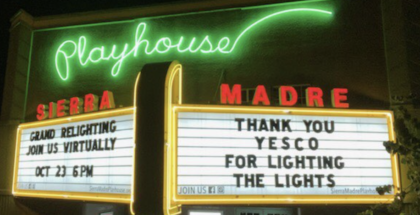 Playhouse
SIERRA MADRE
GRAND RELIGHTING
JOIN US VIRTUALLY
OCT 23 6PM
THANK YOU
YESCO
FOR LIGHTING
THE LIGHTS
JOIN US